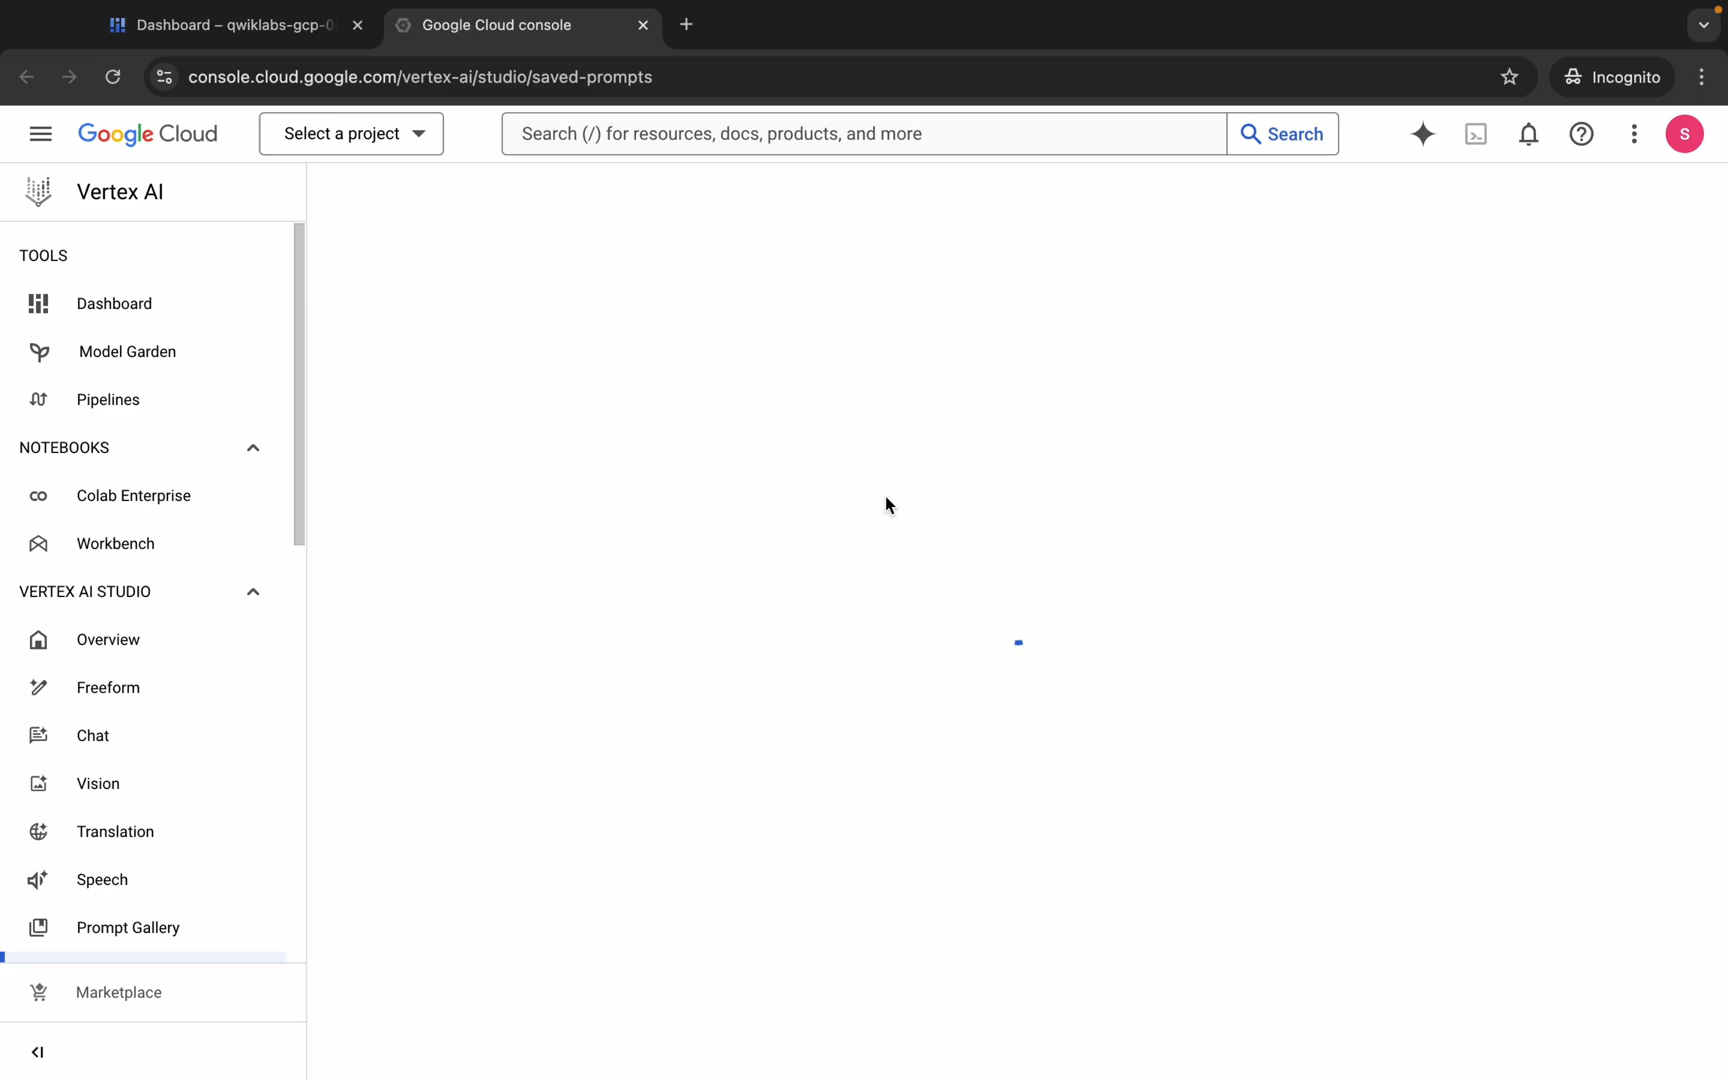 Dashboard – qwiklabs-gcp-0
Google Cloud console
console.cloud.google.com/vertex-ai/studio/saved-prompts
Incognito
Google Cloud
Select a project
Search (/) for resources, docs, products, and more
Search
S
Vertex AI
TOOLS
Dashboard
Model Garden
Pipelines
NOTEBOOKS
Colab Enterprise
Workbench
VERTEX AI STUDIO
Overview
Freeform
Chat
Vision
Translation
Speech
Prompt Gallery
Marketplace